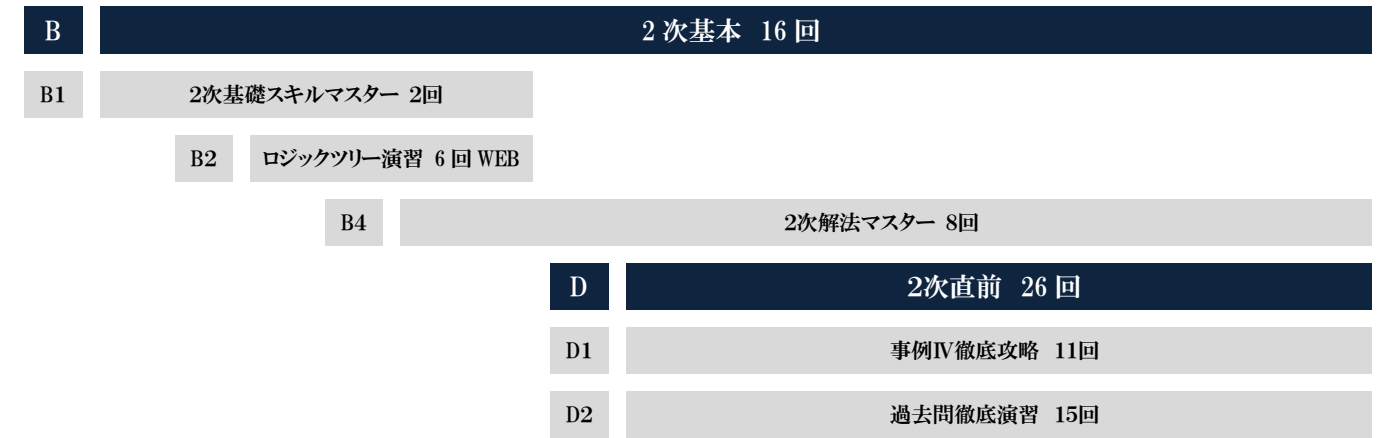 B 2次基本 16回
B1 2次基礎スキルマスター 2回
B2 ロジックツリー演習 6回 WEB
B4 2次解法マスター 8回
D 2次直前 26回
D1 事例Ⅳ徹底攻略 11回
D2 過去問徹底演習 15回